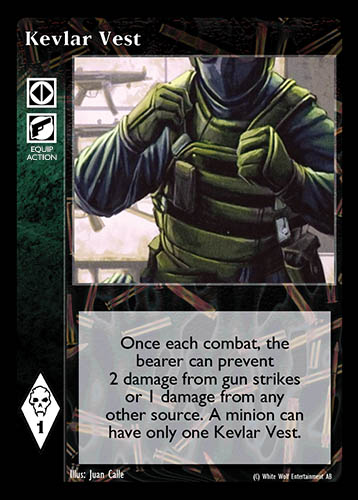 Kevlar Vest
EQUIP
ACTION
Once each combat, the
bearer can prevent
2 damage from gun strikes
or 1 damage from any
other source. A minion can
have only one Kevlar Vest.
1
Illus: Juan Calle
(C) White Wolf Entertainment AB